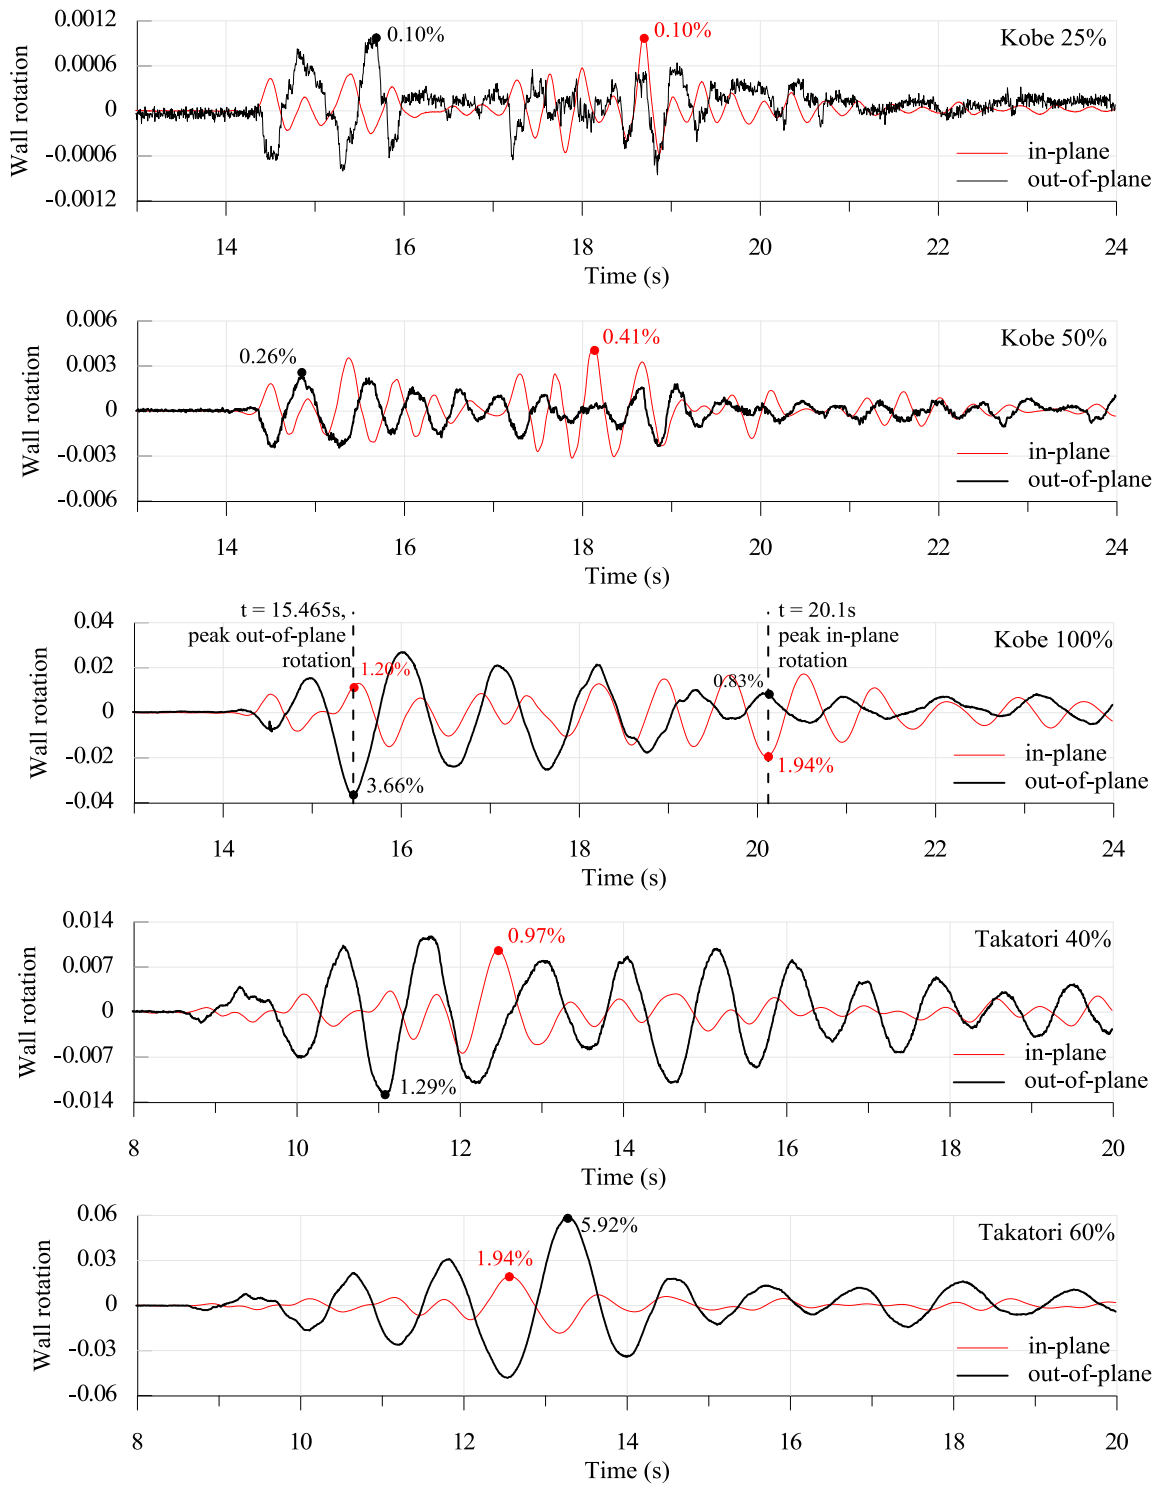 0.0012
0.0006
0
-0.0006
-0.0012
Wall rotation
0.10%
0.10%
Kobe 25%
in-plane
out-of-plane
14 16 18 20 22 24
Time (s)
0.006
0.003
0
-0.003
-0.006
Wall rotation
0.26%
0.41%
Kobe 50%
in-plane
out-of-plane
14 16 18 20 22 24
Time (s)
t = 15.465s,
peak out-of-plane
rotation
t = 20.1s
peak in-plane
rotation
0.04
0.02
0
-0.02
-0.04
Wall rotation
1.20%
3.66%
0.83%
1.94%
Kobe 100%
in-plane
out-of-plane
14 16 18 20 22 24
Time (s)
0.014
0.007
0
-0.007
-0.014
Wall rotation
0.97%
1.29%
Takatori 40%
in-plane
out-of-plane
8 10 12 14 16 18 20
Time (s)
0.06
0.03
0
-0.03
-0.06
Wall rotation
1.94%
5.92%
Takatori 60%
in-plane
out-of-plane
8 10 12 14 16 18 20
Time (s)